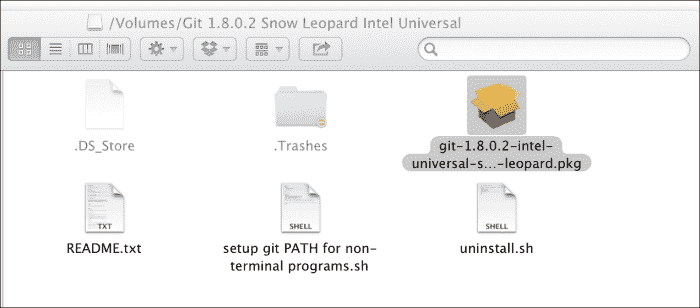 /Volumes/Git 1.8.0.2 Snow Leopard Intel Universal
.DS_Store
.Trashes
git-1.8.0.2-intel-
universal-s...-leopard.pkg
TXT
SHELL
SHELL
README.txt
setup git PATH for non-
terminal programs.sh
uninstall.sh